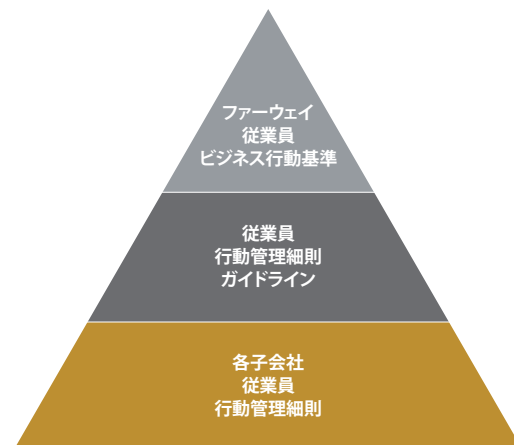 ファーウェイ
従業員
ビジネス行動基準
従業員
行動管理細則
ガイドライン
各子会社
従業員
行動管理細則